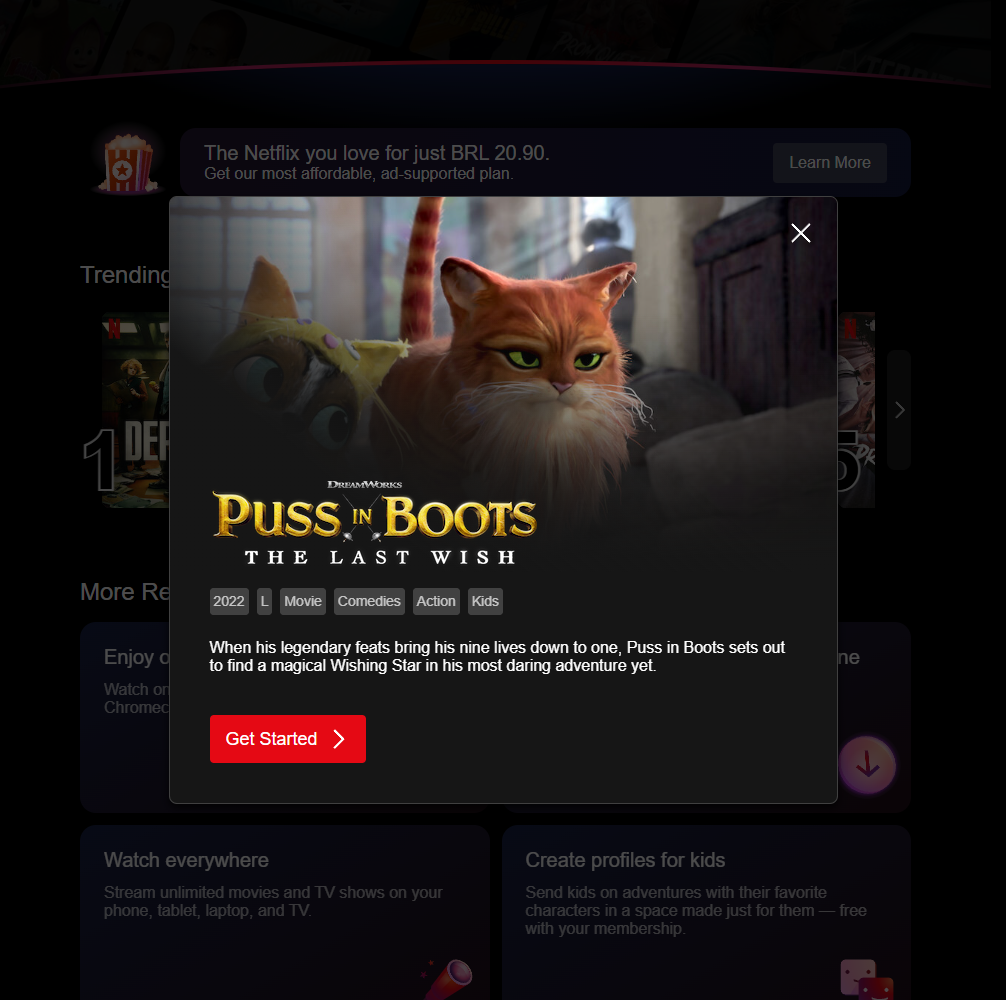 The Netflix you love for just BRL 20.90.
Get our most affordable, ad-supported plan.
Learn More
Trending
N
N
1
DEP
5
PR
DREAMWORKS
PUSS IN BOOTS
THE LAST WISH
2022 L Movie Comedies Action Kids
When his legendary feats bring his nine lives down to one, Puss in Boots sets out
to find a magical Wishing Star in his most daring adventure yet.
Get Started
More Re
Enjoy o
Watch on
Chromec
ne
Watch everywhere
Stream unlimited movies and TV shows on your
phone, tablet, laptop, and TV.
Create profiles for kids
Send kids on adventures with their favorite
characters in a space made just for them — free
with your membership.